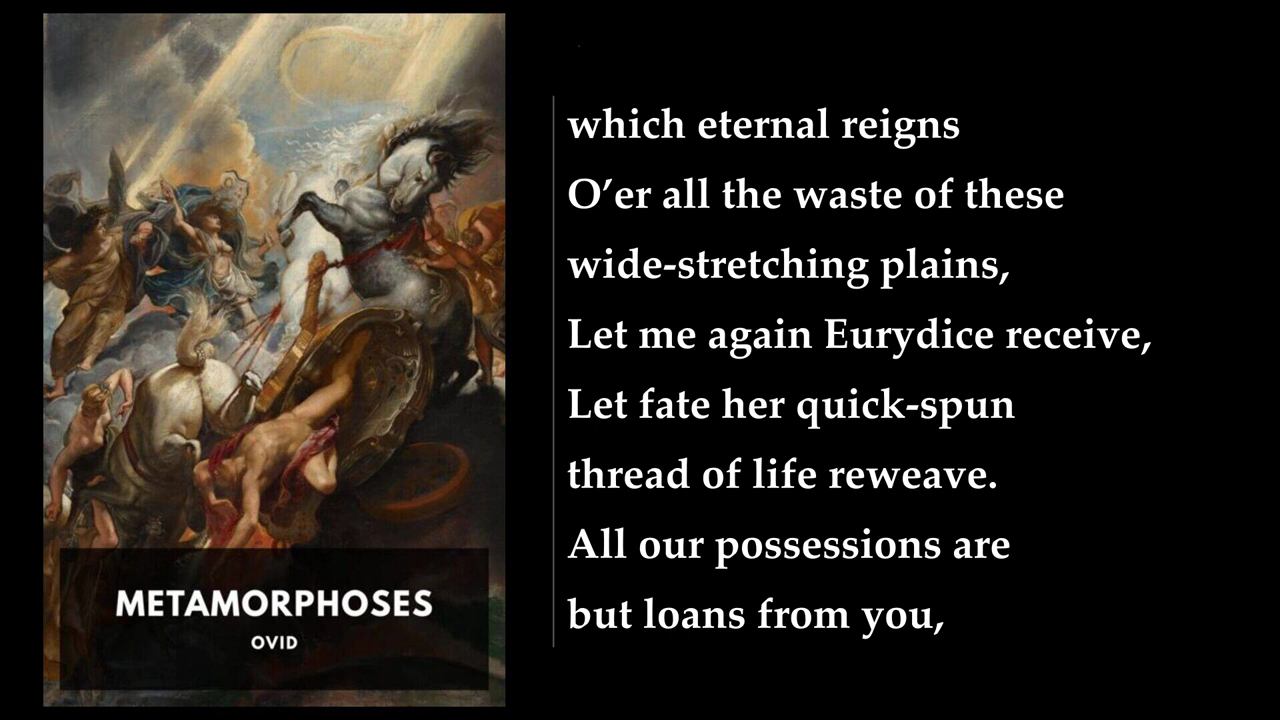 METAMORPHOSES
OVID
which eternal reigns
O’er all the waste of these
wide-stretching plains,
Let me again Eurydice receive,
Let fate her quick-spun
thread of life reweave.
All our possessions are
but loans from you,